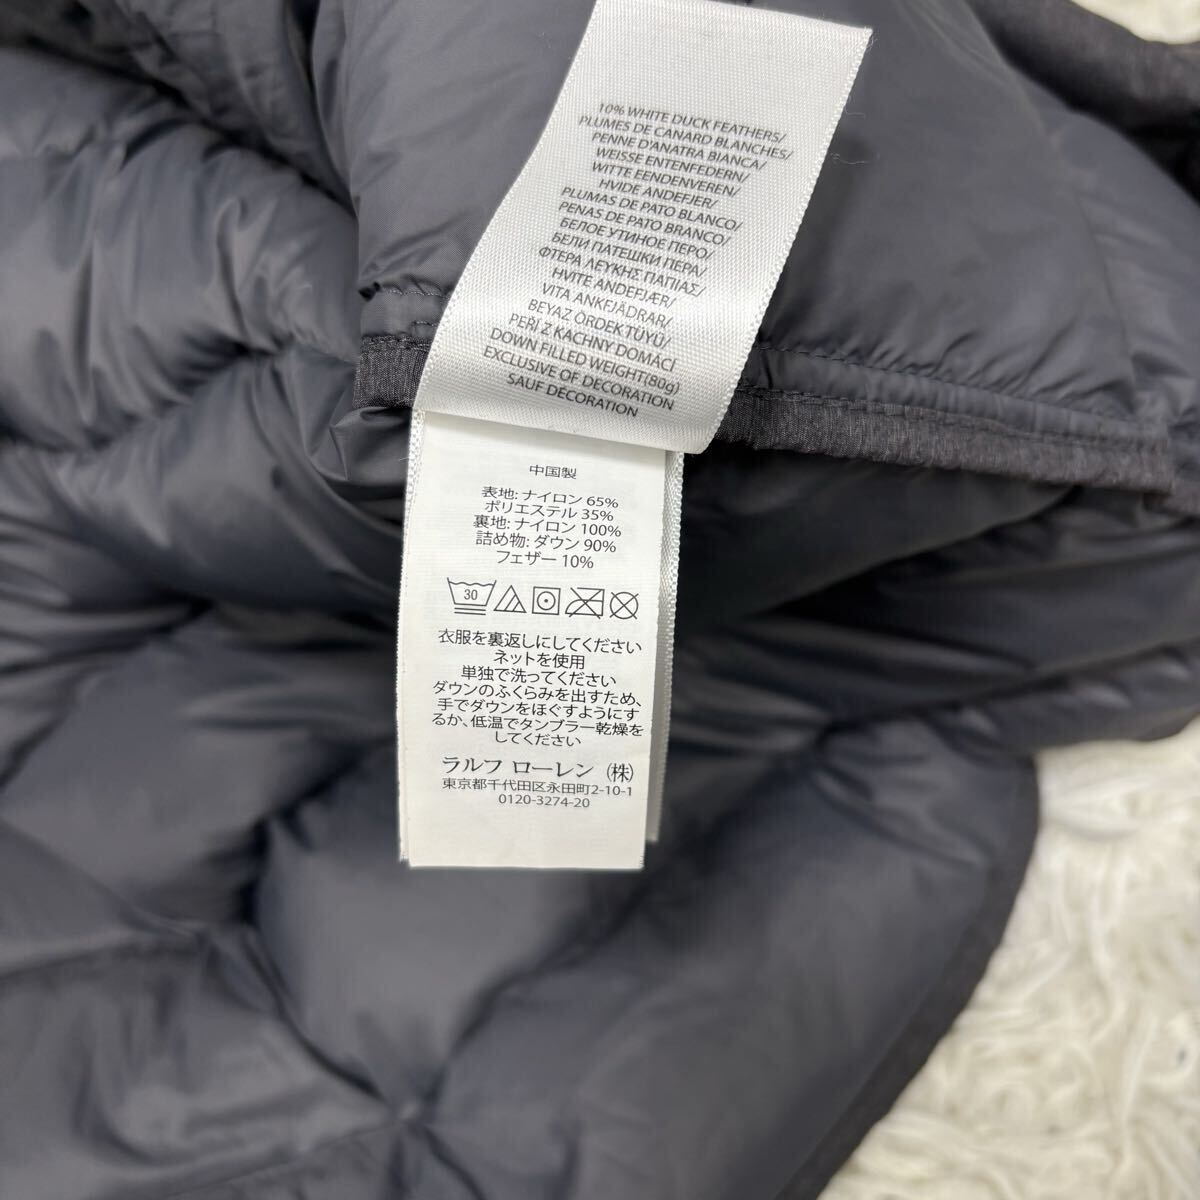 10% WHITE DUCK FEATHERS/
PLUMES DE CANARD BLANCHES/
PENNE D'ANATRA BIANCA/
WEISSE ENTENFEDERN/
WITTE EENDENVEREN/
HVIDE ANDEFJER/
PLUMAS DE PATO BLANCO/
PENAS DE PATO BRANCO/
БЕЛОЕ УТИНОЕ ПЕРО/
БЕЛИ ПАТЕШКИ ПЕРА/
ΦΤΕΡΑ ΛΕΥΚΗΣ ΠΑΠΙΑΣ/
HVITE ANDEFJÆR/
VITA ANKFJÄDRAR/
BEYAZ ÖRDEK TÜYÜ/
PEŘÍ Z KACHNY DOMÁCÍ
DOWN FILLED WEIGHT(80g)
EXCLUSIVE OF DECORATION
SAUF DÉCORATION
中国製
表地: ナイロン 65%
ポリエステル 35%
裏地: ナイロン 100%
詰め物: ダウン 90%
フェザー 10%
30
衣服を裏返しにしてください
ネットを使用
単独で洗ってください
ダウンのふくらみを出すため、
手でダウンをほぐすようにす
るか、低温でタンブラー乾燥を
してください
ラルフ ローレン (株)
東京都千代田区永田町2-10-1
0120-3274-20